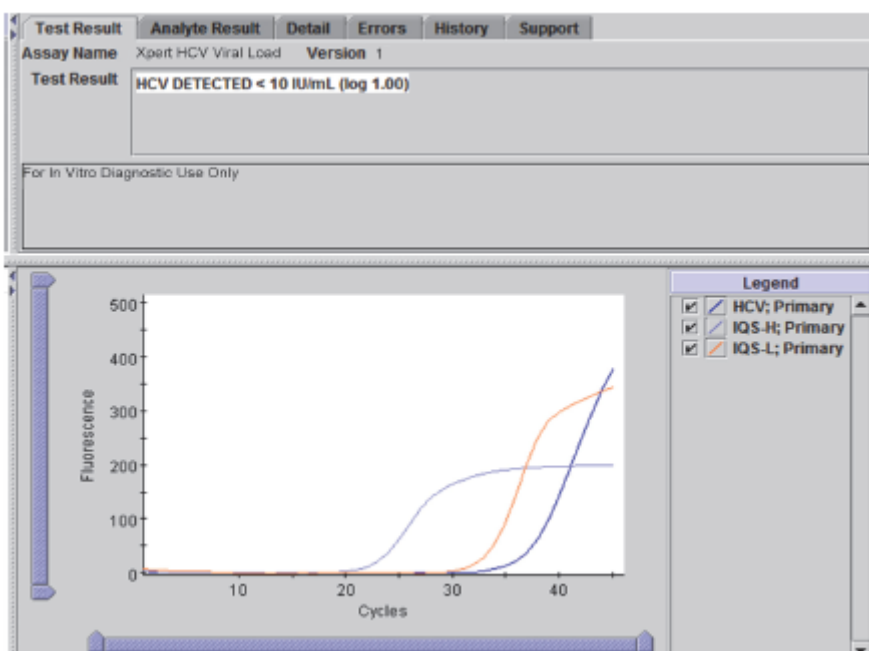 Test Result Analyte Result Detail Errors History Support
Assay Name Xpert HCV Viral Load Version 1
Test Result HCV DETECTED < 10 IU/mL (log 1.00)
For In Vitro Diagnostic Use Only
Legend
HCV; Primary
IQS-H; Primary
IQS-L; Primary
500
400
300
200
100
0
Fluorescence
10 20 30 40
Cycles